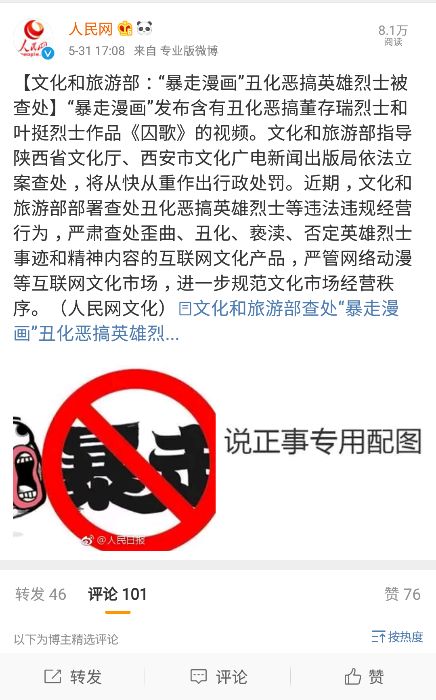 人民网
5-31 17:08 来自 专业版微博
8.1万
阅读
人民网
people.cn
【文化和旅游部：“暴走漫画”丑化恶搞英雄烈士被
查处】“暴走漫画”发布含有丑化恶搞董存瑞烈士和
叶挺烈士作品《囚歌》的视频。文化和旅游部指导
陕西省文化厅、西安市文化广电新闻出版局依法立
案查处，将从快从重作出行政处罚。近期，文化和
旅游部部署查处丑化恶搞英雄烈士等违法违规经营
行为，严肃查处歪曲、丑化、亵渎、否定英雄烈士
事迹和精神内容的互联网文化产品，严管网络动漫
等互联网文化市场，进一步规范文化市场经营秩
序。（人民网文化）文化和旅游部查处“暴走漫
画”丑化恶搞英雄烈...
暴走
说正事专用配图
@人民日报
转发 46 评论 101 赞 76
以下为博主精选评论 按热度
转发 评论 赞